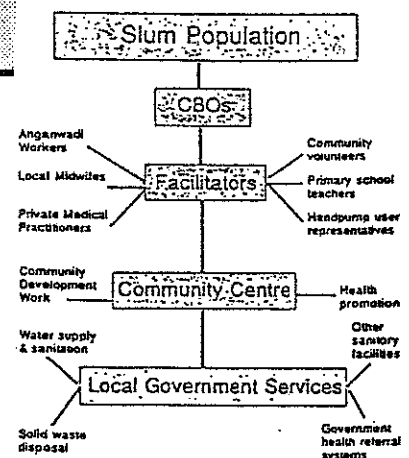 Slum Population
CBOs
Anganwadi
Workers
Local Midwifes
Private Medical
Practitioners
Facilitators
Community
volunteers
Primary school
teachers
Handpump user
representatives
Community
Development
Work
Community Centre
Health
promotion
Water supply
& sanitation
Solid waste
disposal
Local Government Services
Other
sanitary
facilities
Government
health referral
systems